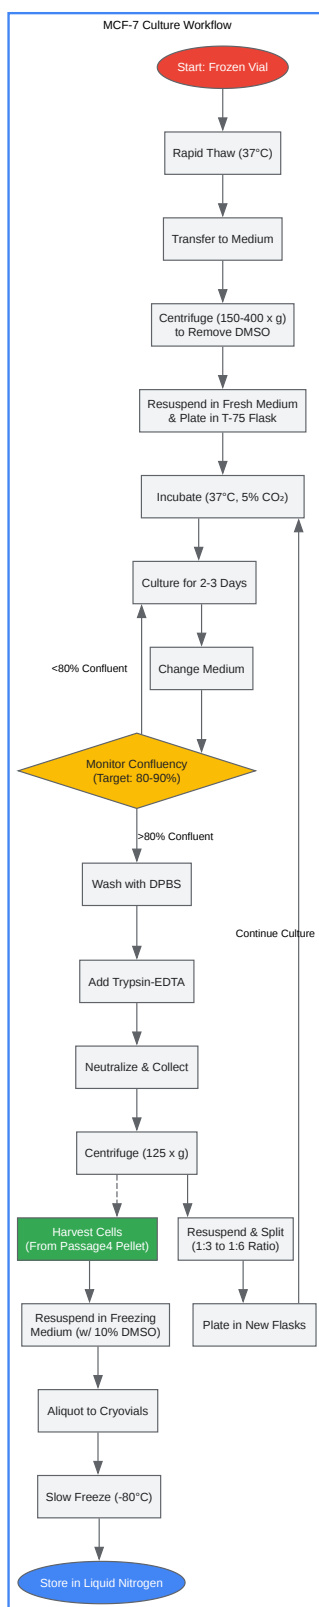 MCF-7 Culture Workflow
Start: Frozen Vial
Rapid Thaw (37°C)
Transfer to Medium
Centrifuge (150-400 x g)
to Remove DMSO
Resuspend in Fresh Medium
& Plate in T-75 Flask
Incubate (37°C, 5% CO₂)
Culture for 2-3 Days
<80% Confluent
Change Medium
Monitor Confluency
(Target: 80-90%)
>80% Confluent
Wash with DPBS
Continue Culture
Add Trypsin-EDTA
Neutralize & Collect
Centrifuge (125 x g)
Harvest Cells
(From Passage4 Pellet)
Resuspend & Split
(1:3 to 1:6 Ratio)
Resuspend in Freezing
Medium (w/ 10% DMSO)
Plate in New Flasks
Aliquot to Cryovials
Slow Freeze (-80°C)
Store in Liquid Nitrogen